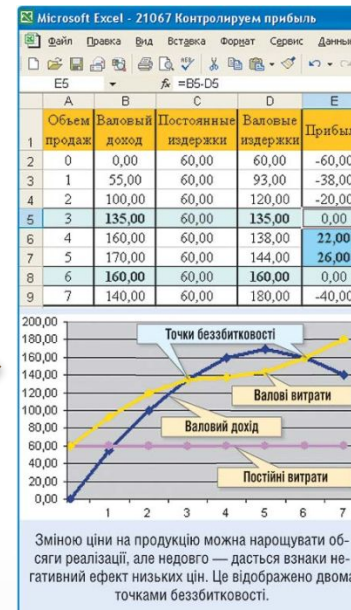 Microsoft Excel - 21067 Контролируем прибыль
Файл Правка Вид Вставка Формат Сервис Данные
E5 fx =B5-D5
A B C D E
1 Объем продаж Валовый доход Постоянные издержки Валовые издержки Прибыл
2 0 0,00 60,00 60,00 -60,00
3 1 55,00 60,00 93,00 -38,00
4 2 100,00 60,00 120,00 -20,00
5 3 135,00 60,00 135,00 0,00
6 4 160,00 60,00 138,00 22,00
7 5 170,00 60,00 144,00 26,00
8 6 160,00 60,00 160,00 0,00
9 7 140,00 60,00 180,00 -40,00
200,00
180,00
160,00
140,00
120,00
100,00
80,00
60,00
40,00
20,00
0,00
Точки беззбитковості
Валові витрати
Валовий дохід
Постійні витрати
1 2 3 4 5 6 7
Зміною ціни на продукцію можна нарощувати об-
сяги реалізації, але недовго — дасться взнаки не-
гативний ефект низьких цін. Це відображено двома
точками беззбитковості.